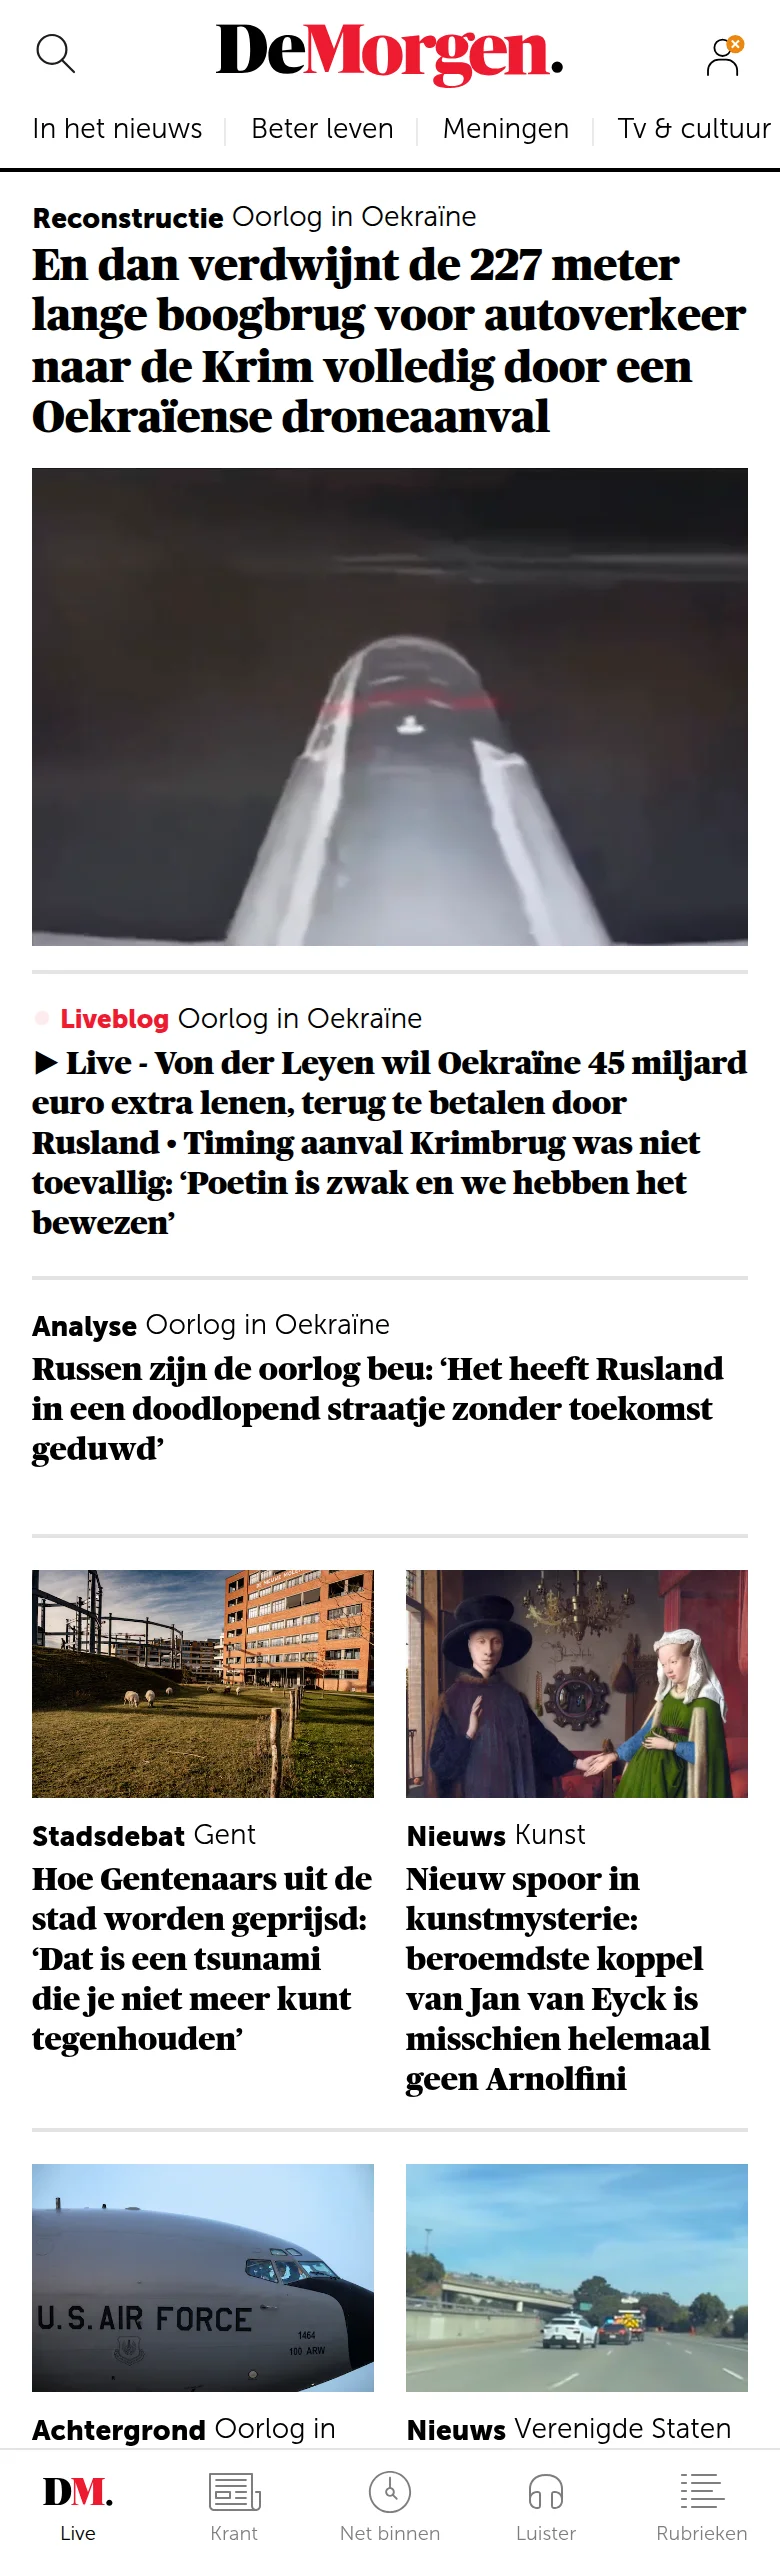 DeMorgen.
In het nieuws
Beter leven
Meningen
Tv & cultuur
Reconstructie Oorlog in Oekraïne
En dan verdwijnt de 227 meter
lange boogbrug voor autoverkeer
naar de Krim volledig door een
Oekraïense droneaanval
Liveblog Oorlog in Oekraïne
► Live - Von der Leyen wil Oekraïne 45 miljard
euro extra lenen, terug te betalen door
Rusland • Timing aanval Krimbrug was niet
toevallig: ‘Poetin is zwak en we hebben het
bewezen’
Analyse Oorlog in Oekraïne
Russen zijn de oorlog beu: ‘Het heeft Rusland
in een doodlopend straatje zonder toekomst
geduwd’
Stadsdebat Gent
Hoe Gentenaars uit de
stad worden geprijsd:
‘Dat is een tsunami
die je niet meer kunt
tegenhouden’
Nieuws Kunst
Nieuw spoor in
kunstmysterie:
beroemdste koppel
van Jan van Eyck is
misschien helemaal
geen Arnolfini
U.S. AIR FORCE
1464
100 ARW
Achtergrond Oorlog in
Nieuws Verenigde Staten
DM.
Live
Krant
Net binnen
Luister
Rubrieken